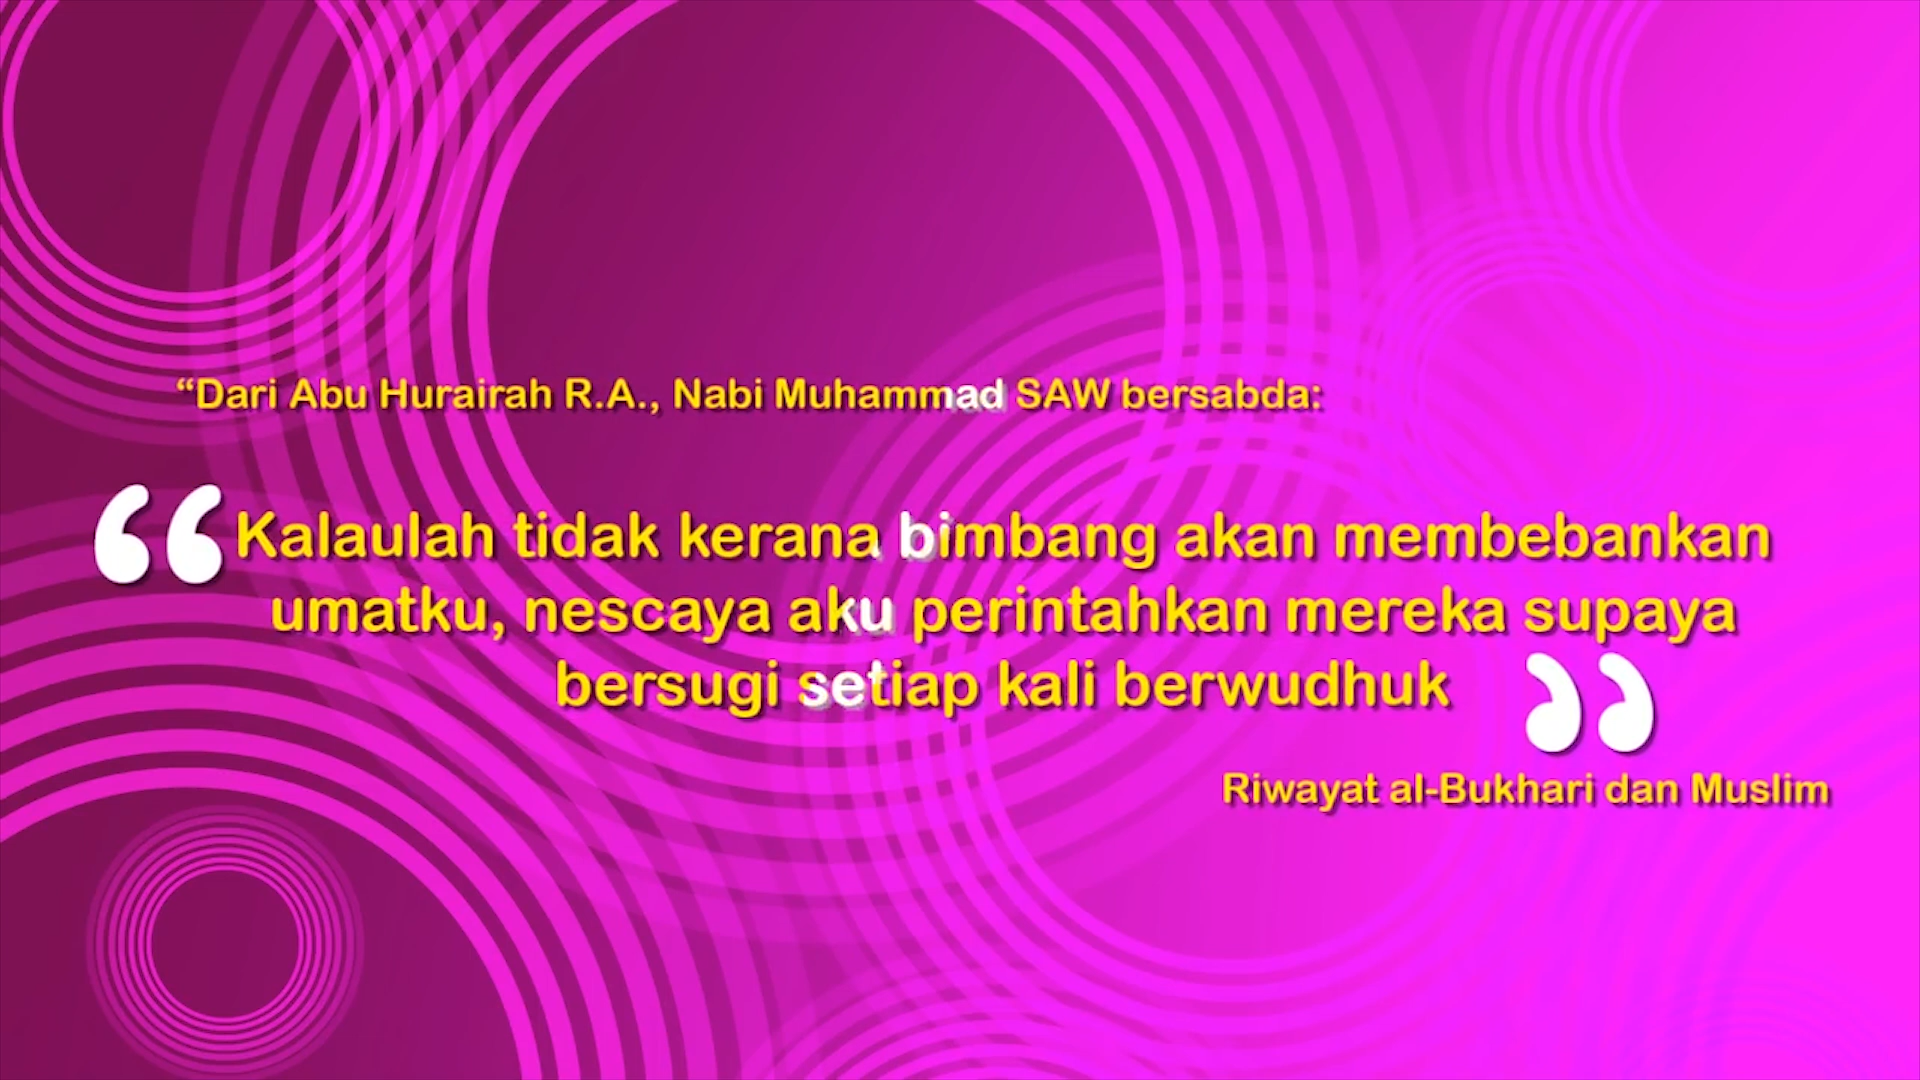 “Dari Abu Hurairah R.A., Nabi Muhammad SAW bersabda:
“Kalaulah tidak kerana bimbang akan membebankan
umatku, nescaya aku perintahkan mereka supaya
bersugi setiap kali berwudhuk”
Riwayat al-Bukhari dan Muslim